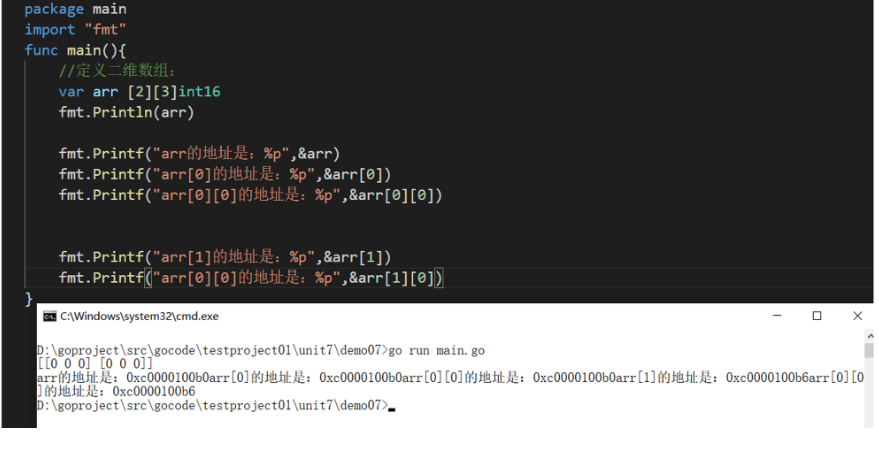 package main
import "fmt"
func main(){
//定义二维数组：
var arr [2][3]int16
fmt.Println(arr)
fmt.Printf("arr的地址是：%p",&arr)
fmt.Printf("arr[0]的地址是：%p",&arr[0])
fmt.Printf("arr[0][0]的地址是：%p",&arr[0][0])
fmt.Printf("arr[1]的地址是：%p",&arr[1])
fmt.Printf("arr[0][0]的地址是：%p",&arr[1][0])
}
C:\Windows\system32\cmd.exe
D:\goproject\src\gocode\testproject01\unit7\demo07>go run main.go
[[0 0 0] [0 0 0]]
arr的地址是：0xc0000100b0arr[0]的地址是：0xc0000100b0arr[0][0]的地址是：0xc0000100b0arr[1]的地址是：0xc0000100b6arr[0][0
]的地址是：0xc0000100b6
D:\goproject\src\gocode\testproject01\unit7\demo07>